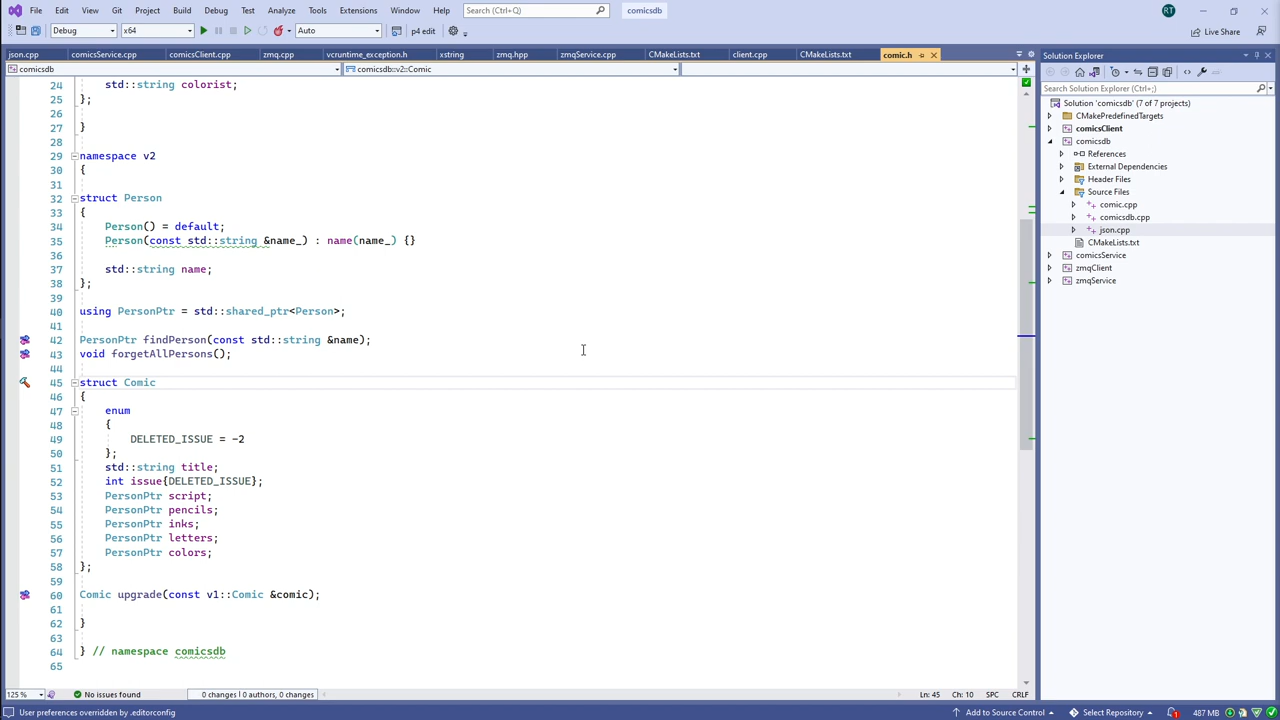 File Edit View Git Project Build Debug Test Analyze Tools Extensions Window Help Search (Ctrl+Q) comicsdb RT
Debug x64 Auto p4 edit Live Share
json.cpp comicsService.cpp comicsClient.cpp zmq.cpp vcruntime_exception.h xstring zmq.hpp zmqService.cpp CMakeLists.txt client.cpp CMakeLists.txt comic.h
comicsdb comicsdb::v2::Comic
24 std::string colorist;
25 };
26
27 }
28
29 namespace v2
30 {
31
32 struct Person
33 {
34 Person() = default;
35 Person(const std::string &name_) : name(name_) {}
36
37 std::string name;
38 };
39
40 using PersonPtr = std::shared_ptr<Person>;
41
42 PersonPtr findPerson(const std::string &name);
43 void forgetAllPersons();
44
45 struct Comic
46 {
47 enum
48 {
49 DELETED_ISSUE = -2
50 };
51 std::string title;
52 int issue{DELETED_ISSUE};
53 PersonPtr script;
54 PersonPtr pencils;
55 PersonPtr inks;
56 PersonPtr letters;
57 PersonPtr colors;
58 };
59
60 Comic upgrade(const v1::Comic &comic);
61
62 }
63
64 } // namespace comicsdb
65
125 % No issues found 0 changes | 0 authors, 0 changes Ln: 45 Ch: 10 SPC CRLF
Solution Explorer
Search Solution Explorer (Ctrl+;)
Solution 'comicsdb' (7 of 7 projects)
CMakePredefinedTargets
comicsClient
comicsdb
References
External Dependencies
Header Files
Source Files
comic.cpp
comicsdb.cpp
json.cpp
CMakeLists.txt
comicsService
zmqClient
zmqService
User preferences overridden by .editorconfig Add to Source Control Select Repository 1 487 MB